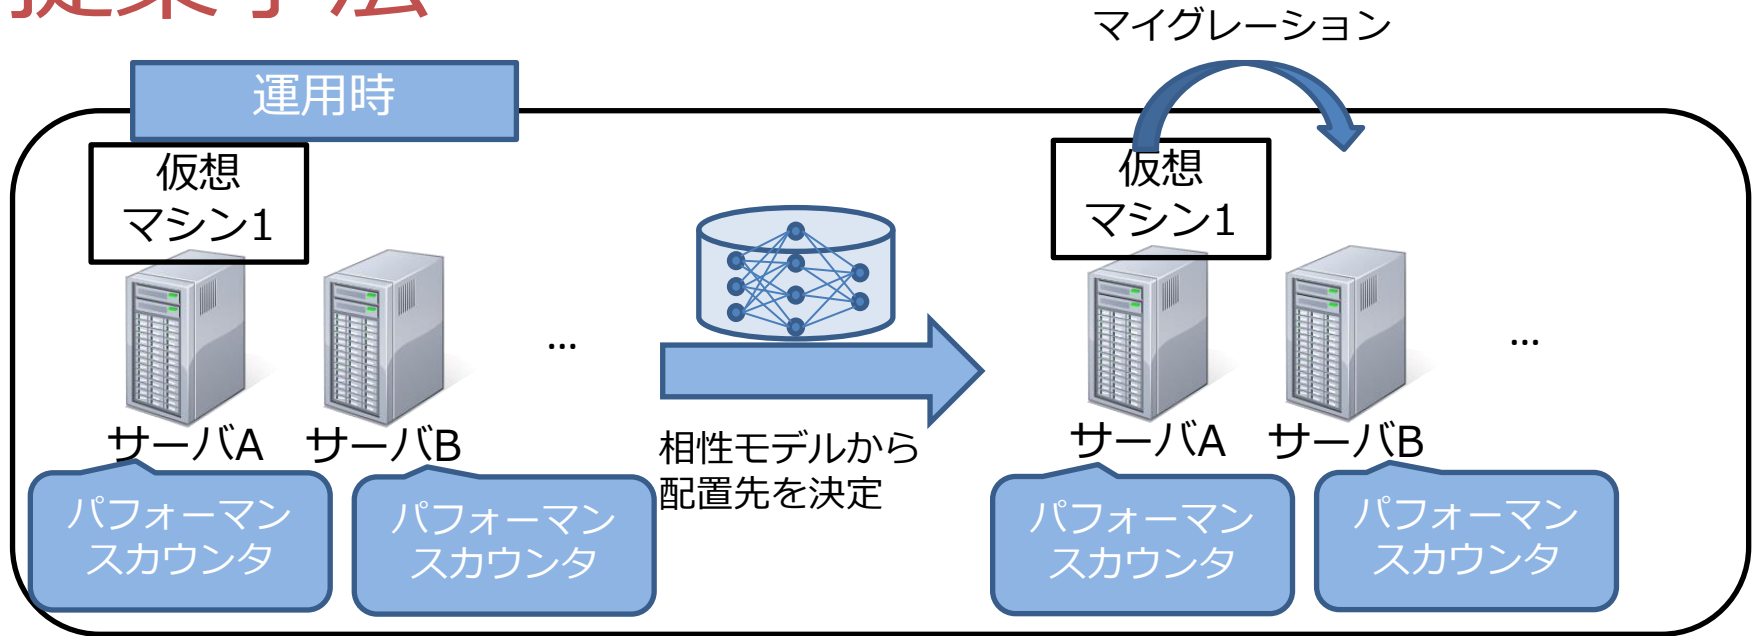 提案手法
マイグレーション
運用時
仮想
マシン1
サーバA
サーバB
...
パフォーマン
スカウンタ
パフォーマン
スカウンタ
相性モデルから
配置先を決定
仮想
マシン1
サーバA
サーバB
...
パフォーマン
スカウンタ
パフォーマン
スカウンタ